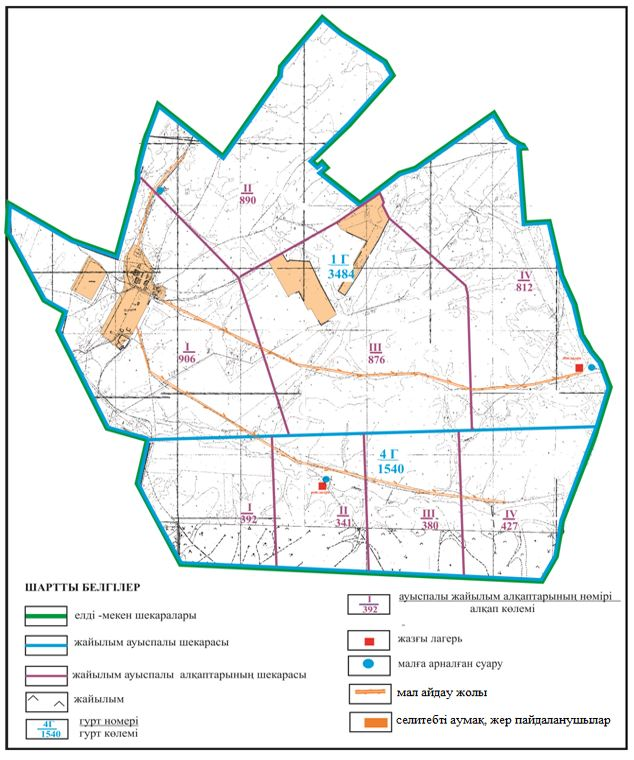 II
890
1 Г
3484
IV
812
I
906
III
876
4 Г
1540
I
392
II
341
III
380
IV
427
ШАРТТЫ БЕЛГІЛЕР
елді -мекен шекаралары
жайылым ауыспалы шекарасы
жайылым ауыспалы алқаптарының шекарасы
жайылым
4Г
1540
гурт номері
гурт көлемі
I
392
ауыспалы жайылым алқаптарының нөмірі
алқап көлемі
жазғы лагерь
малға арналған суару
мал айдау жолы
селитебті аумақ, жер пайдаланушылар